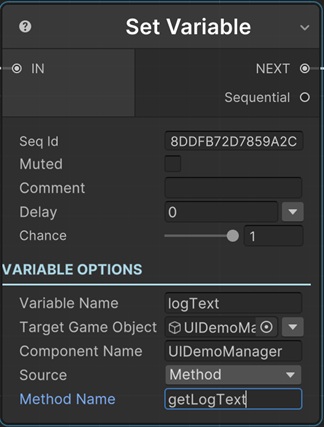 Set Variable
IN NEXT
Sequential
Seq Id 8DDFB72D7859A2C
Muted
Comment
Delay 0
Chance 1
VARIABLE OPTIONS
Variable Name logText
Target Game Object UIDemoMa
Component Name UIDemoManager
Source Method
Method Name getLogText